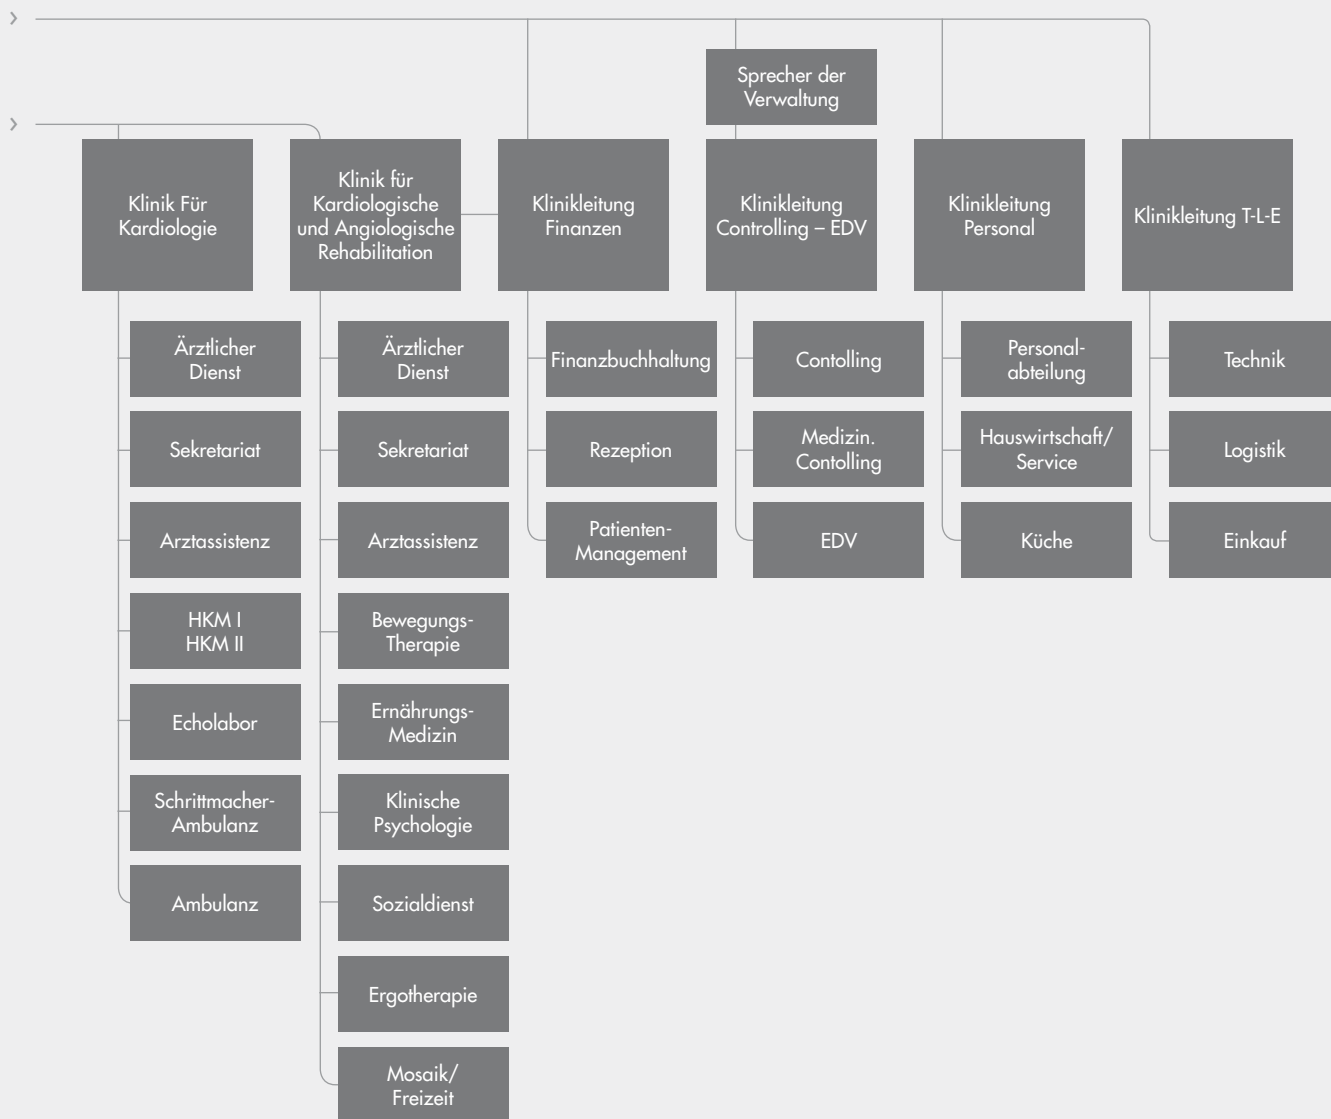 Sprecher der
Verwaltung
Klinik Für
Kardiologie
Klinik für
Kardiologische
und Angiologische
Rehabilitation
Klinikleitung
Finanzen
Klinikleitung
Controlling – EDV
Klinikleitung
Personal
Klinikleitung T-L-E
Ärztlicher
Dienst
Sekretariat
Arztassistenz
HKM I
HKM II
Echolabor
Schrittmacher-
Ambulanz
Ambulanz
Ärztlicher
Dienst
Sekretariat
Arztassistenz
Bewegungs-
Therapie
Ernährungs-
Medizin
Klinische
Psychologie
Sozialdienst
Ergotherapie
Mosaik/
Freizeit
Finanzbuchhaltung
Rezeption
Patienten-
Management
Contolling
Medizin.
Contolling
EDV
Personal-
abteilung
Hauswirtschaft/
Service
Küche
Technik
Logistik
Einkauf